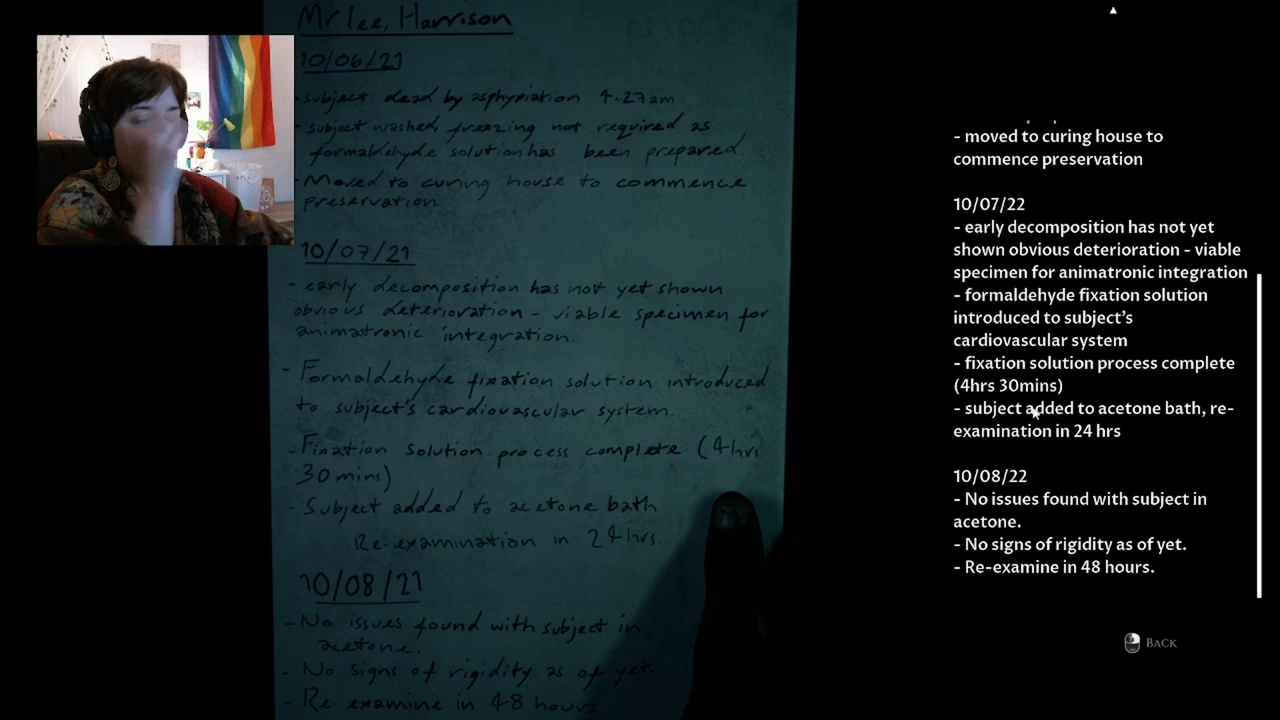 Mr Lee, Harrison
10/06/21
- subject dead by asphyxiation 4.27am
- subject washed, freezing not required as
formaldehyde solution has been prepared
- Moved to curing house to commence
preservation
10/07/21
- early decomposition has not yet shown
obvious deterioration - viable specimen for
animatronic integration.
- Formaldehyde fixation solution introduced
to subject's cardiovascular system.
- Fixation solution process complete (4hrs
30 mins)
- Subject added to acetone bath
Re-examination in 24hrs.
10/08/21
- No issues found with subject in
acetone.
- No signs of rigidity as of yet.
- Re examine in 48 hours.
- moved to curing house to
commence preservation
10/07/22
- early decomposition has not yet
shown obvious deterioration - viable
specimen for animatronic integration
- formaldehyde fixation solution
introduced to subject's
cardiovascular system
- fixation solution process complete
(4hrs 30mins)
- subject added to acetone bath, re-
examination in 24 hrs
10/08/22
- No issues found with subject in
acetone.
- No signs of rigidity as of yet.
- Re-examine in 48 hours.
BACK